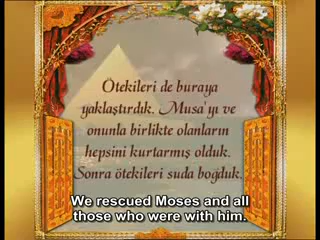 Ötekileri de buraya
yaklaştırdık. Musa'yı ve
onunla birlikte olanların
hepsini kurtarmış olduk.
Sonra ötekileri suda boğduk.
We rescued Moses and all
those who were with him.